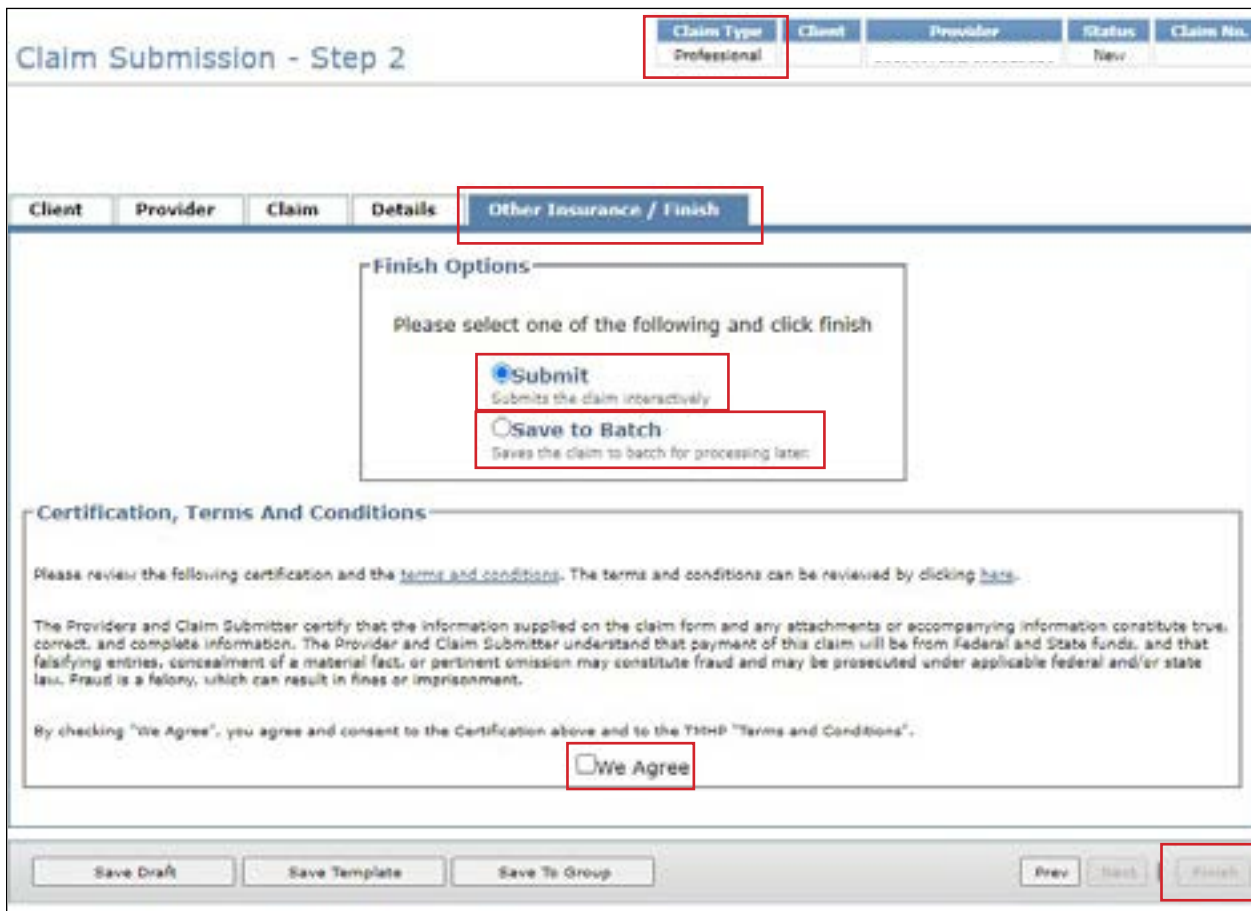 Claim Submission - Step 2
Claim Type Client Provider Status Claim No.
Professional New
Client Provider Claim Details Other Insurance / Finish
Finish Options
Please select one of the following and click finish
Submit
Submits the claim interactively
Save to Batch
Saves the claim to batch for processing later.
Certification, Terms And Conditions
Please review the following certification and the terms and conditions. The terms and conditions can be reviewed by clicking here.
The Providers and Claim Submitter certify that the information supplied on the claim form and any attachments or accompanying information constitute true,
correct, and complete information. The Provider and Claim Submitter understand that payment of this claim will be from Federal and State funds, and that
falsifying entries, concealment of a material fact, or pertinent omission may constitute fraud and may be prosecuted under applicable federal and/or state
law. Fraud is a felony, which can result in fines or imprisonment.
By checking "We Agree", you agree and consent to the Certification above and to the TMHP "Terms and Conditions".
We Agree
Save Draft Save Template Save To Group Prev Next Finish